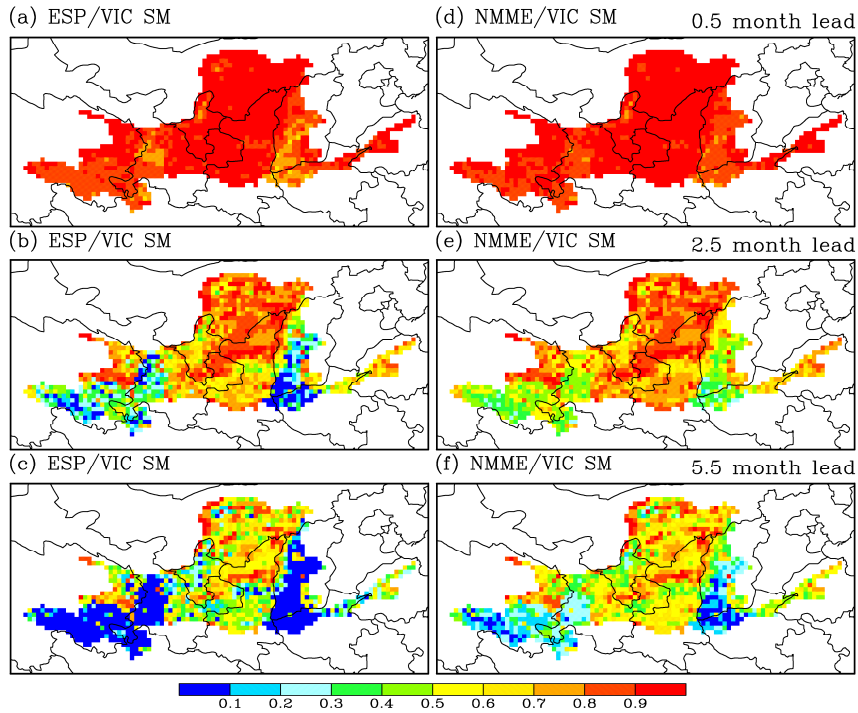 (a) ESP/VIC SM
(d) NMME/VIC SM
0.5 month lead
(b) ESP/VIC SM
(e) NMME/VIC SM
2.5 month lead
(c) ESP/VIC SM
(f) NMME/VIC SM
5.5 month lead
0.1 0.2 0.3 0.4 0.5 0.6 0.7 0.8 0.9